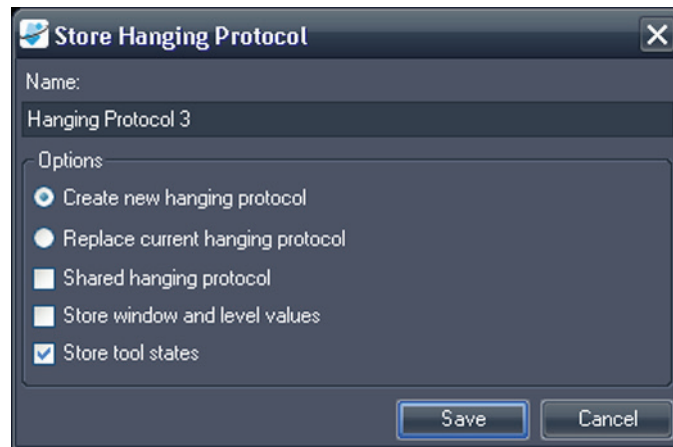 Store Hanging Protocol
Name:
Hanging Protocol 3
Options
Create new hanging protocol
Replace current hanging protocol
Shared hanging protocol
Store window and level values
Store tool states
Save Cancel